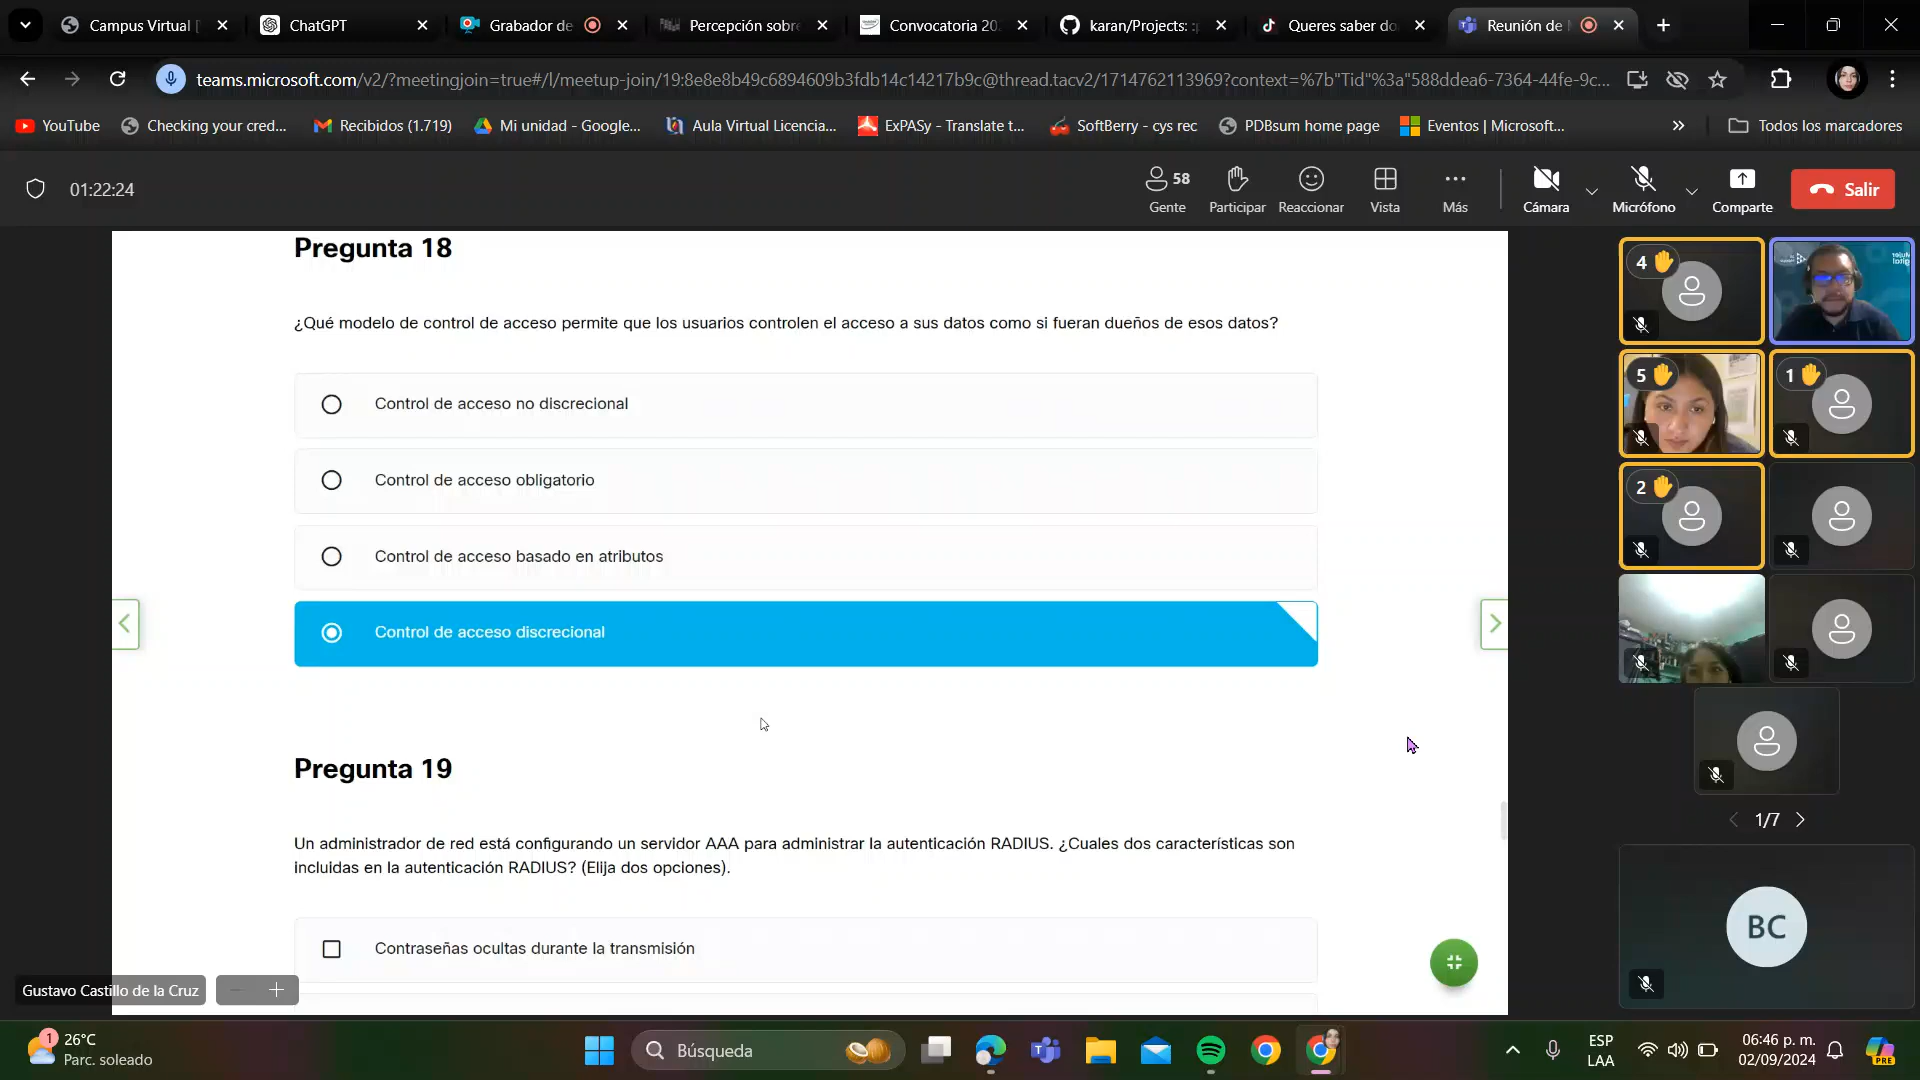 Campus Virtual [
ChatGPT
Grabador de
Percepción sobre
Convocatoria 20
karan/Projects: :p
Queres saber do
Reunión de
teams.microsoft.com/v2/?meetingjoin=true#/l/meetup-join/19:8e8e8b49c6894609b3fdb14c14217b9c@thread.tacv2/1714762113969?context=%7b"Tid"%3a"588ddea6-7364-44fe-9c...
YouTube
Checking your cred...
Recibidos (1.719)
Mi unidad - Google...
Aula Virtual Licencia...
ExPASy - Translate t...
SoftBerry - cys rec
PDBsum home page
Eventos | Microsoft...
»
Todos los marcadores
01:22:24
58
Gente
Participar
Reaccionar
Vista
Más
Cámara
Micrófono
Comparte
Salir
Pregunta 18
¿Qué modelo de control de acceso permite que los usuarios controlen el acceso a sus datos como si fueran dueños de esos datos?
Control de acceso no discrecional
Control de acceso obligatorio
Control de acceso basado en atributos
Control de acceso discrecional
Pregunta 19
Un administrador de red está configurando un servidor AAA para administrar la autenticación RADIUS. ¿Cuales dos características son
incluidas en la autenticación RADIUS? (Elija dos opciones).
Contraseñas ocultas durante la transmisión
Gustavo Castillo de la Cruz
4
5
1
2
1/7
BC
1
26°C
Parc. soleado
Búsqueda
ESP
LAA
06:46 p. m.
02/09/2024
PRE